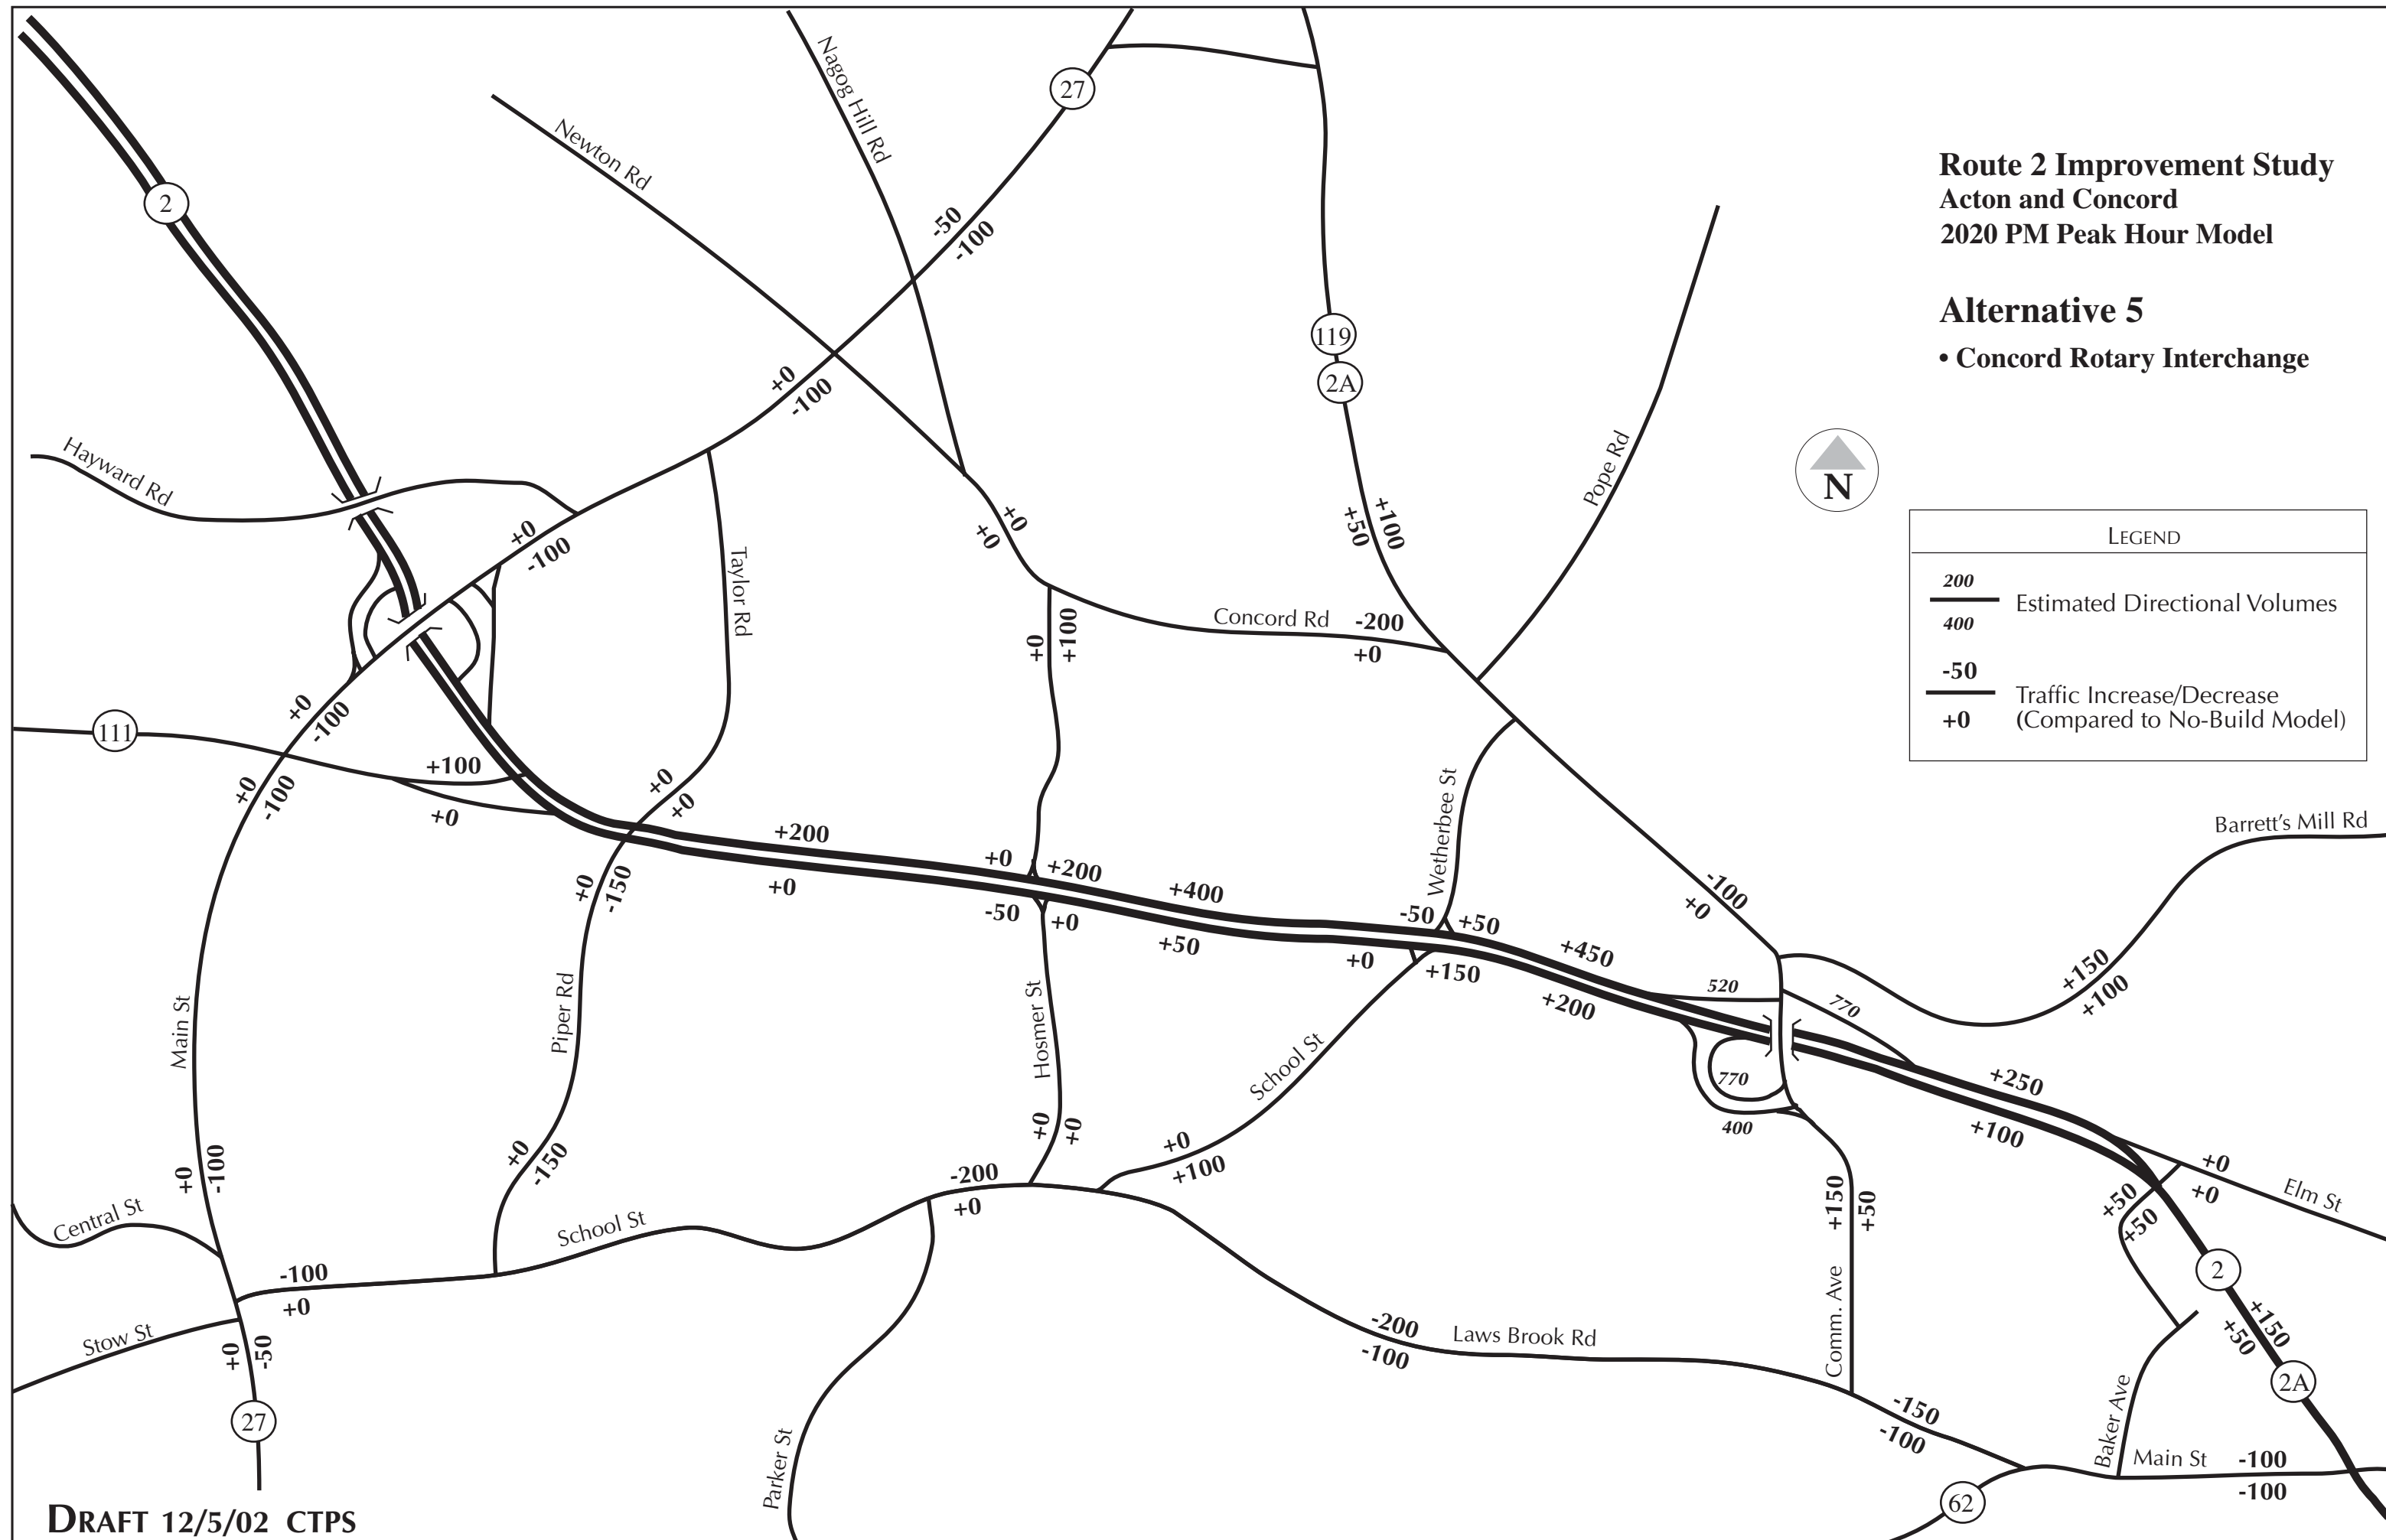 Route 2 Improvement Study
Acton and Concord
2020 PM Peak Hour Model
Alternative 5
• Concord Rotary Interchange
N
LEGEND
200
400
Estimated Directional Volumes
-50
+0
Traffic Increase/Decrease
(Compared to No-Build Model)
2
Nagog Hill Rd
27
Newton Rd
-50
-100
119
2A
Pope Rd
+0
-100
Hayward Rd
+0
-100
Taylor Rd
+0
+0
+50
+100
Concord Rd
-200
+0
+0
+100
+0
-100
111
+100
+0
+0
-100
+0
+0
Wetherbee St
Barrett's Mill Rd
+200
+0
+0
+200
-50
+0
+400
+50
-50
+50
+0
+150
+450
+200
-100
+0
+0
-150
520
770
770
400
+150
+100
+250
+100
Main St
Piper Rd
Hosmer St
School St
+0
+0
+0
+100
+0
-150
+0
-100
-200
+0
+150
+50
+50
+50
+0
+0
Elm St
Central St
School St
-100
+0
Stow St
+0
-50
27
-200
-100
Laws Brook Rd
Comm. Ave
2
+150
+50
2A
-150
-100
Baker Ave
Main St
-100
-100
62
Parker St
DRAFT 12/5/02 CTPS